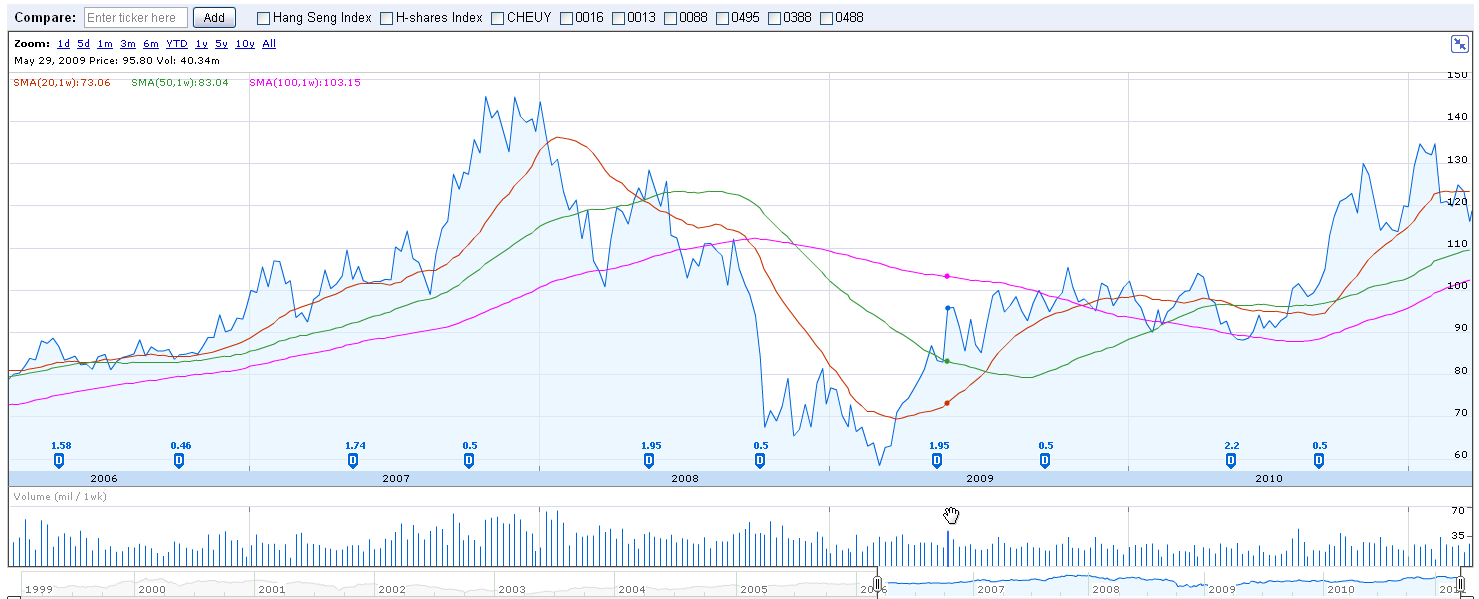 Compare: Enter ticker here Add Hang Seng Index H-shares Index CHEUY 0016 0013 0088 0495 0388 0488
Zoom: 1d 5d 1m 3m 6m YTD 1y 5y 10y All
May 29, 2009 Price: 95.80 Vol: 40.34m
150
SMA(20,1w):73.06 SMA(50,1w):83.04 SMA(100,1w):103.15
140
130
120
110
100
90
80
70
60
1.58 0.46 1.74 0.5 1.95 0.5 1.95 0.5 2.2 0.5
D D D D D D D D D D
2006 2007 2008 2009 2010
Volume (mil / 1wk)
70
35
1999 2000 2001 2002 2003 2004 2005 2006 2007 2008 2009 2010